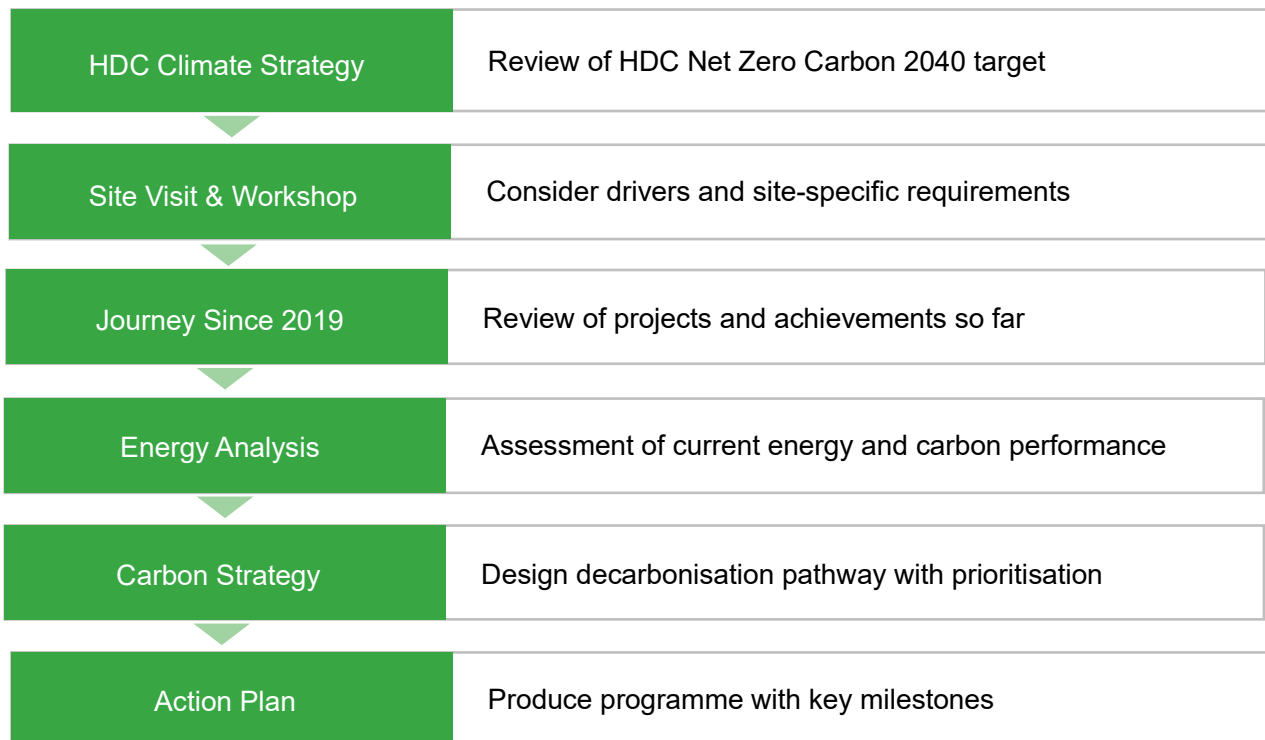 HDC Climate Strategy
Review of HDC Net Zero Carbon 2040 target
Site Visit & Workshop
Consider drivers and site-specific requirements
Journey Since 2019
Review of projects and achievements so far
Energy Analysis
Assessment of current energy and carbon performance
Carbon Strategy
Design decarbonisation pathway with prioritisation
Action Plan
Produce programme with key milestones